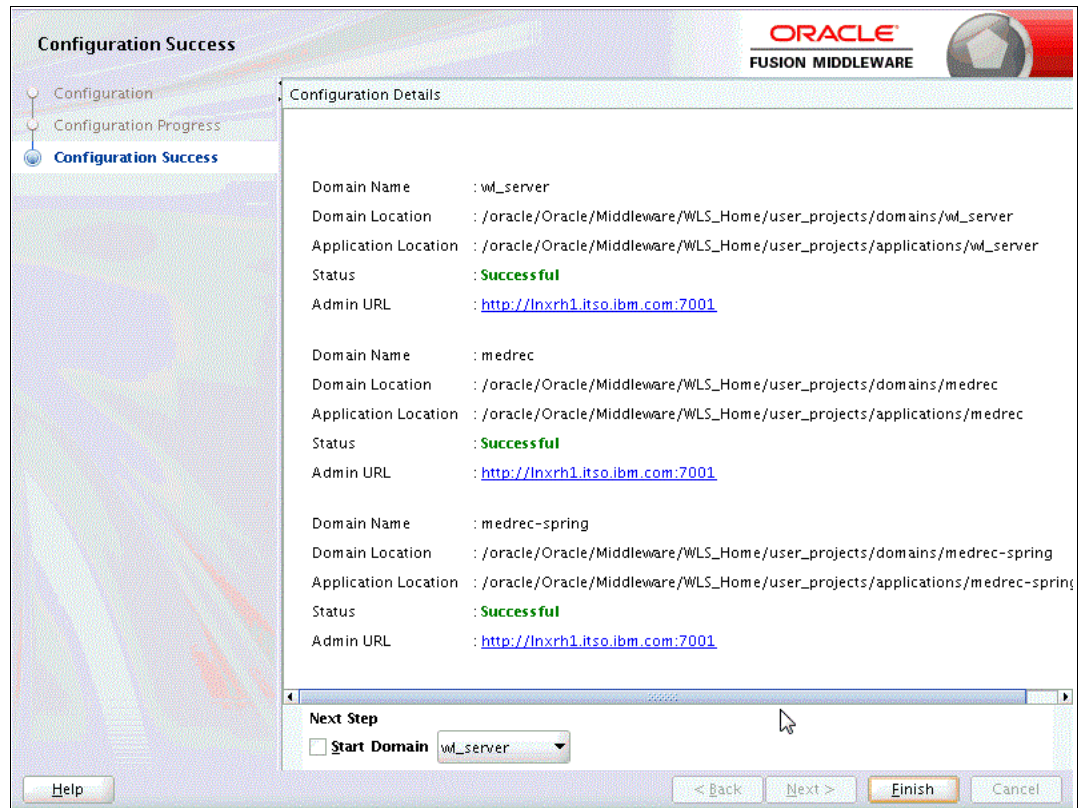 Configuration Success
ORACLE
FUSION MIDDLEWARE
Configuration
Configuration Progress
Configuration Success
Configuration Details
Domain Name : wl_server
Domain Location : /oracle/Oracle/Middleware/WLS_Home/user_projects/domains/wl_server
Application Location : /oracle/Oracle/Middleware/WLS_Home/user_projects/applications/wl_server
Status : Successful
Admin URL : http://lnxrh1.itso.ibm.com:7001
Domain Name : medrec
Domain Location : /oracle/Oracle/Middleware/WLS_Home/user_projects/domains/medrec
Application Location : /oracle/Oracle/Middleware/WLS_Home/user_projects/applications/medrec
Status : Successful
Admin URL : http://lnxrh1.itso.ibm.com:7001
Domain Name : medrec-spring
Domain Location : /oracle/Oracle/Middleware/WLS_Home/user_projects/domains/medrec-spring
Application Location : /oracle/Oracle/Middleware/WLS_Home/user_projects/applications/medrec-spring
Status : Successful
Admin URL : http://lnxrh1.itso.ibm.com:7001
Next Step
Start Domain wl_server
Help < Back Next > Finish Cancel